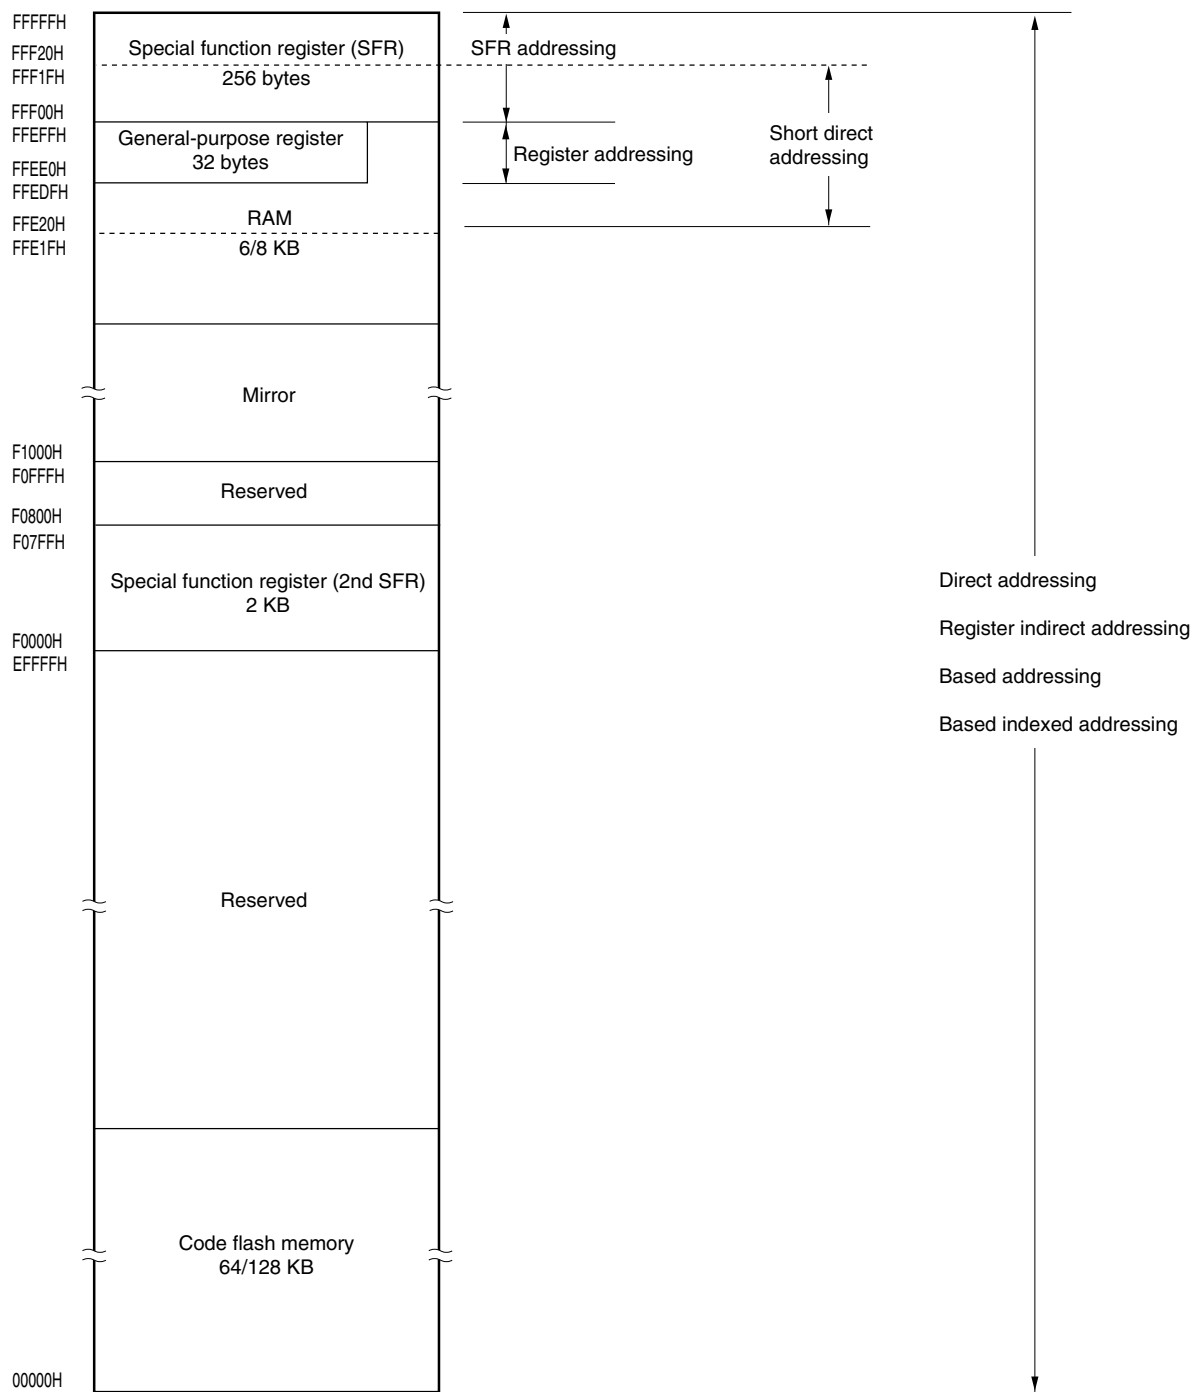 FFFFFH
Special function register (SFR)
SFR addressing
FFF20H
FFF1FH
256 bytes
FFF00H
FFEFFH
General-purpose register
32 bytes
Register addressing
Short direct
addressing
FFEE0H
FFEDFH
RAM
FFE20H
FFE1FH
6/8 KB
Mirror
F1000H
F0FFFH
Reserved
F0800H
F07FFH
Special function register (2nd SFR)
2 KB
Direct addressing
Register indirect addressing
Based addressing
Based indexed addressing
F0000H
EFFFFH
Reserved
Code flash memory
64/128 KB
00000H